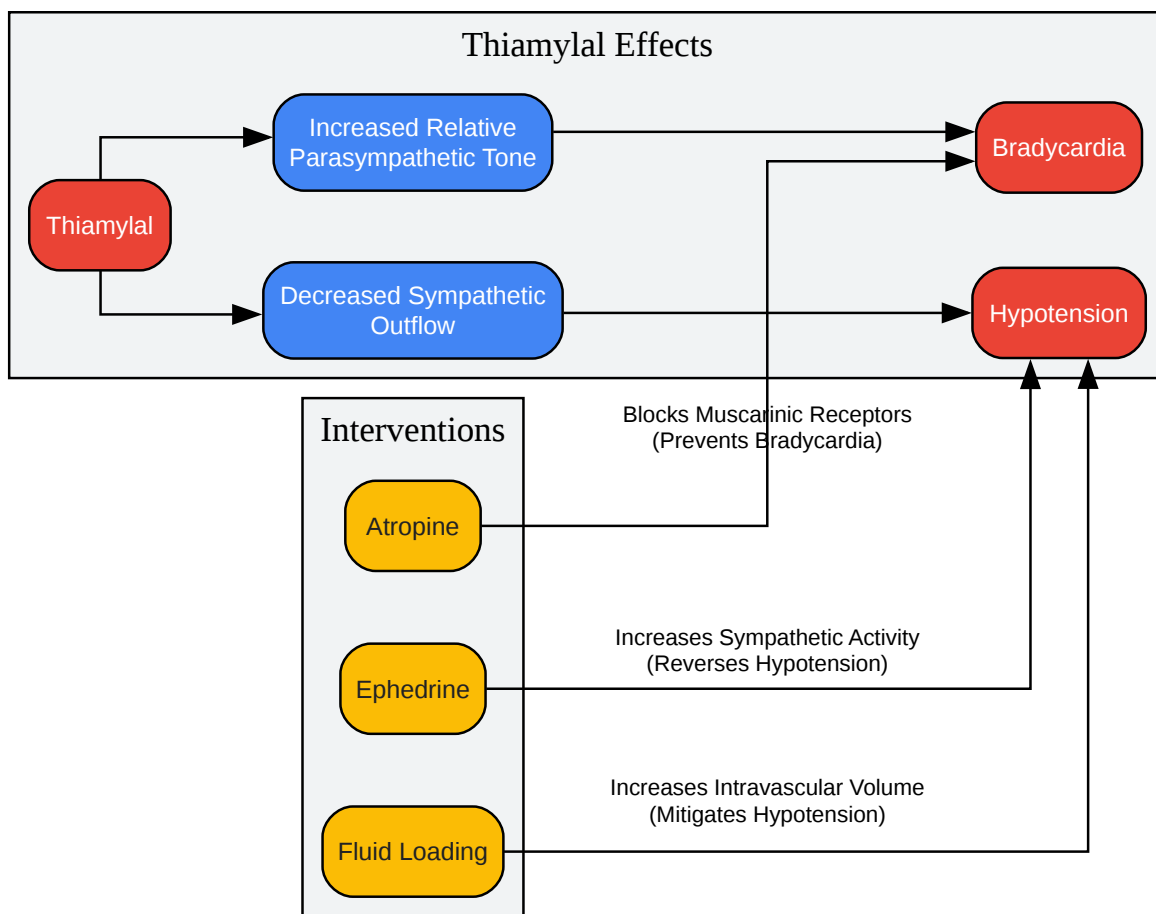 Thiamylal Effects
Increased Relative
Parasympathetic Tone
Bradycardia
Thiamylal
Decreased Sympathetic
Outflow
Hypotension
Interventions
Blocks Muscarinic Receptors
(Prevents Bradycardia)
Atropine
Increases Sympathetic Activity
(Reverses Hypotension)
Ephedrine
Increases Intravascular Volume
(Mitigates Hypotension)
Fluid Loading